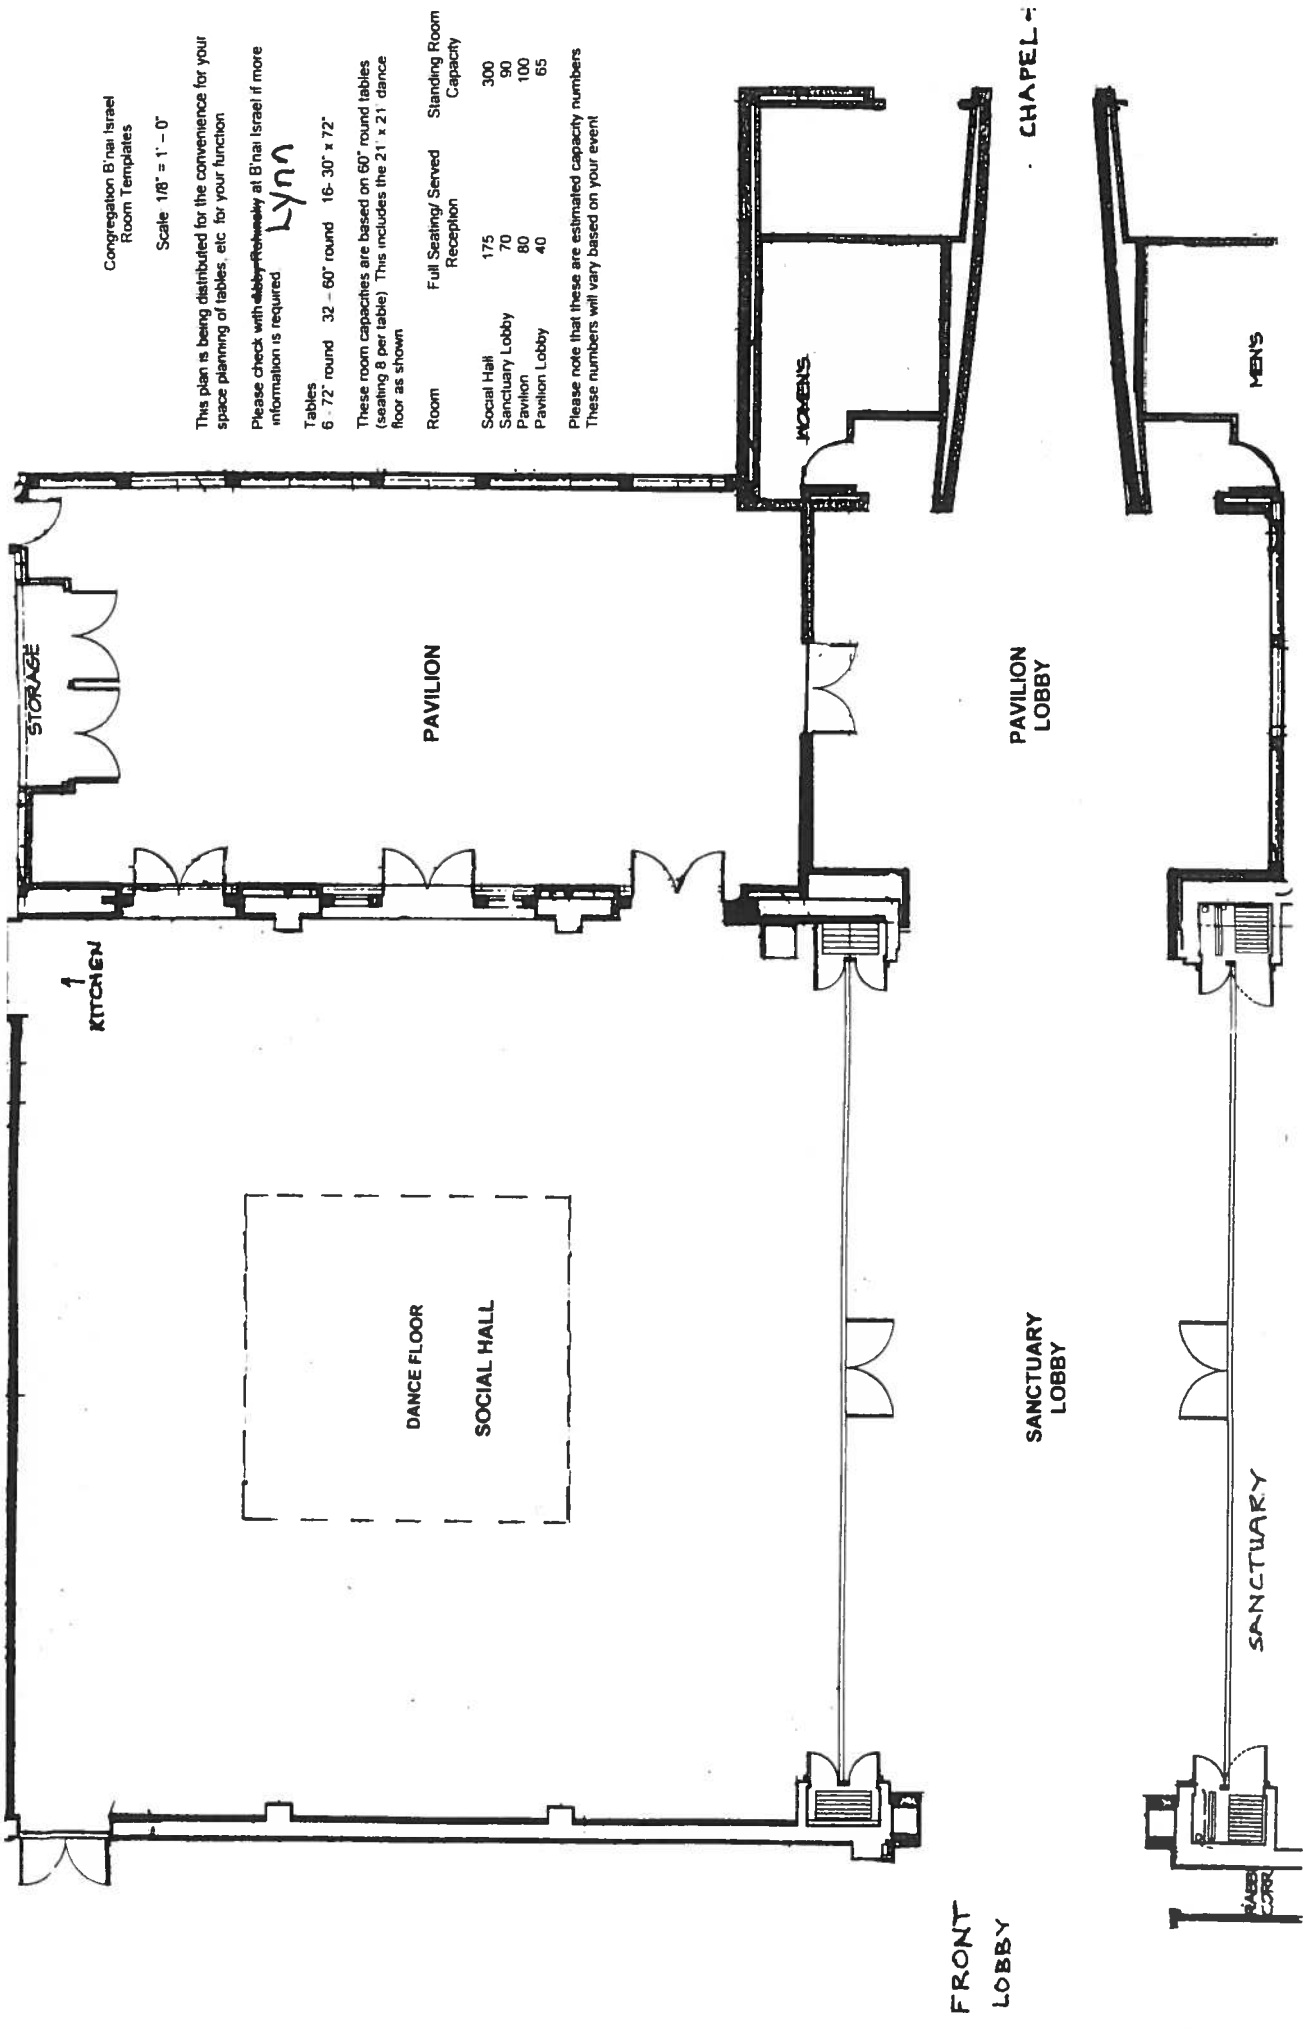 Congregation B'nai Israel
Room Templates
Scale 1/8" = 1' - 0"
This plan is being distributed for the convenience for your
space planning of tables, etc for your function
Please check with at B'nai Israel if more
information is required Lynn
Tables
6 - 72" round 32 - 60" round 16- 30" x 72"
These room capacities are based on 60" round tables
(seating 8 per table) This includes the 21' x 21' dance
floor as shown
Room Full Seating/ Served Standing Room
Reception Capacity
Social Hall 175 300
Sanctuary Lobby 70 90
Pavilion 80 100
Pavilion Lobby 40 65
Please note that these are estimated capacity numbers
These numbers will vary based on your event
STORAGE
PAVILION
WOMEN'S
CHAPEL
PAVILION
LOBBY
MEN'S
↑
KITCHEN
DANCE FLOOR
SOCIAL HALL
SANCTUARY
LOBBY
SANCTUARY
FRONT
LOBBY
RABB
CORR